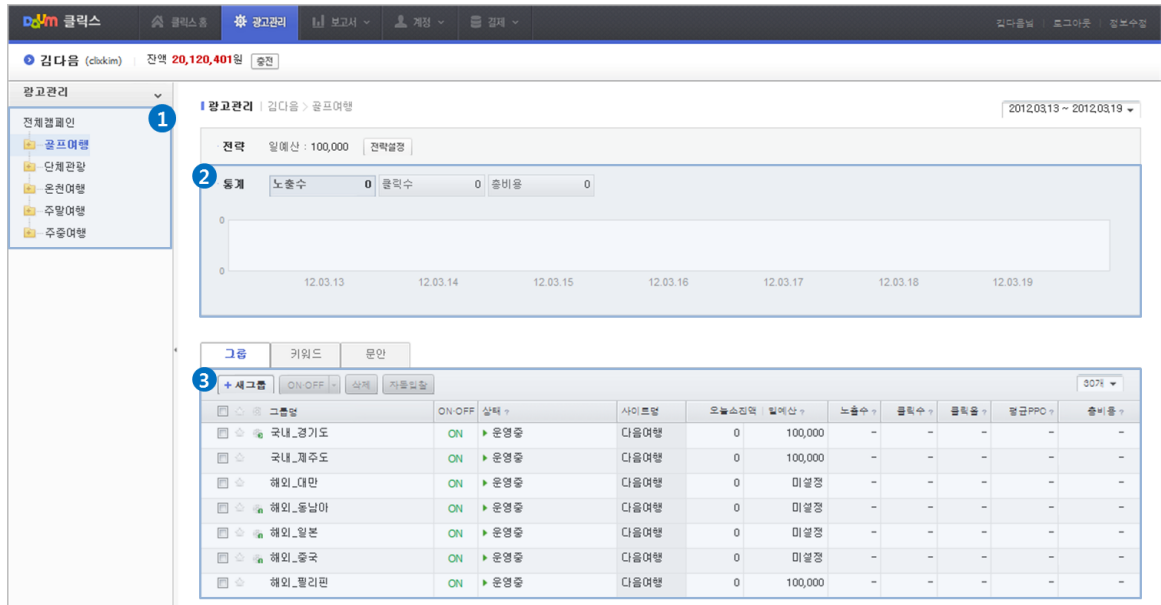 Daum 클릭스 클릭스 홈 광고관리 보고서 계정 결제 김다음님 로그아웃 정보수정
김다음 (clixkim) 잔액 20,120,401원 충전
광고관리
1
전체캠페인
골프여행
단체관광
온천여행
주말여행
주중여행
광고관리 | 김다음 > 골프여행 2012.03.13 ~ 2012.03.19
전략 일예산 : 100,000 전략설정
2
통계 노출수 0 클릭수 0 총비용 0
0
0
12.03.13 12.03.14 12.03.15 12.03.16 12.03.17 12.03.18 12.03.19
그룹 키워드 문안
3
+ 새그룹 ON·OFF 삭제 자동입찰 80개
그룹명 ON·OFF 상태 ? 사이트명 오늘소진액 일예산 ? 노출수 ? 클릭수 ? 클릭율 ? 평균PPC ? 총비용 ?
국내_경기도 ON 운영중 다음여행 0 100,000 - - - - -
국내_제주도 ON 운영중 다음여행 0 100,000 - - - - -
해외_대만 ON 운영중 다음여행 0 미설정 - - - - -
해외_동남아 ON 운영중 다음여행 0 미설정 - - - - -
해외_일본 ON 운영중 다음여행 0 미설정 - - - - -
해외_중국 ON 운영중 다음여행 0 미설정 - - - - -
해외_필리핀 ON 운영중 다음여행 0 100,000 - - - - -